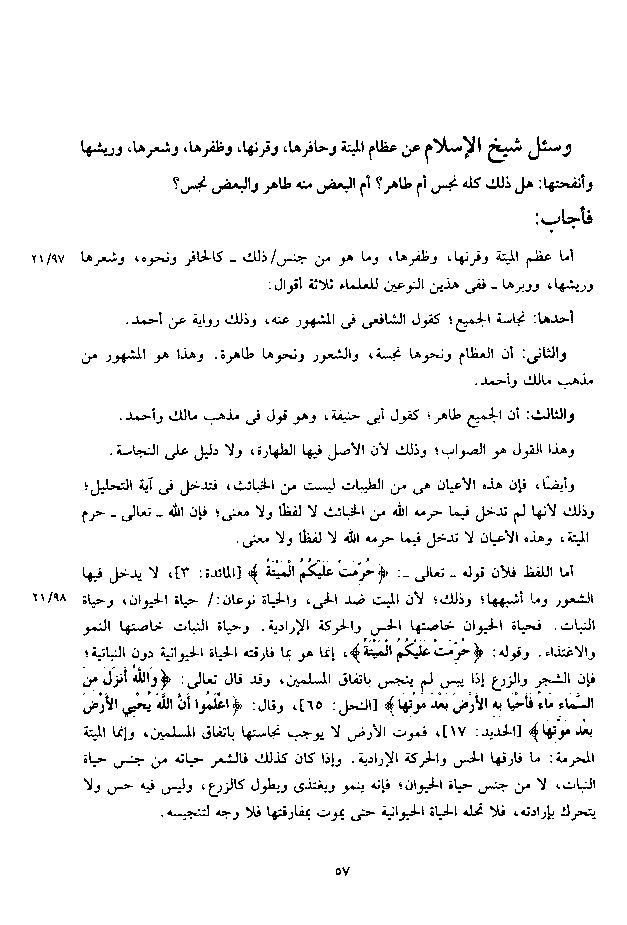 وسئل شيخ الإسلام عن عظام الميتة وحافرها، وقرنها، وظفرها، وشعرها، وريشها
وأنفحتها: هل ذلك كله نجس أم طاهر؟ أم البعض منه طاهر والبعض نجس؟
فأجاب:
أما عظم الميتة وقرنها، وظفرها، وما هو من جنس/ذلك ـ كالحافر ونحوه، وشعرها ٢١/٩٧
وريشها، ووبرها ـ ففى هذين النوعين للعلماء ثلاثة أقوال:
أحدها: نجاسة الجميع؛ كقول الشافعى فى المشهور عنه، وذلك رواية عن أحمد.
والثانى: أن العظام ونحوها نجسة، والشعور ونحوها طاهرة. وهذا هو المشهور من
مذهب مالك وأحمد.
والثالث: أن الجميع طاهر؛ كقول أبى حنيفة، وهو قول فى مذهب مالك وأحمد.
وهذا القول هو الصواب؛ وذلك لأن الأصل فيها الطهارة، ولا دليل على النجاسة.
وأيضًا، فإن هذه الأعيان هى من الطيبات ليست من الخبائث، فتدخل فى آية التحليل؛
وذلك لأنها لم تدخل فيما حرمه الله من الخبائث لا لفظًا ولا معنى؛ فإن الله ـ تعالى ـ حرم
الميتة، وهذه الأعيان لا تدخل فيما حرمه الله لا لفظًا ولا معنى.
أما اللفظ فلأن قوله ـ تعالى ـ: ﴿حُرِّمَتْ عَلَيْكُمُ الْمَيْتَةُ﴾ [المائدة: ٣]، لا يدخل فيها
الشعور وما أشبهها؛ وذلك؛ لأن الميت ضد الحى، والحياة نوعان:/ حياة الحيوان، وحياة ٢١/٩٨
النبات. فحياة الحيوان خاصتها الحس والحركة الإرادية. وحياة النبات خاصتها النمو
والاغتذاء. وقوله: ﴿حُرِّمَتْ عَلَيْكُمُ الْمَيْتَةُ﴾، إنما هو بما فارقته الحياة الحيوانية دون النباتية؛
فإن الشجر والزرع إذا يبس لم ينجس باتفاق المسلمين، وقد قال تعالى: ﴿وَاللَّهُ أَنزَلَ مِنَ
السَّمَاءِ مَاءً فَأَحْيَا بِهِ الأَرْضَ بَعْدَ مَوْتِهَا﴾ [النحل: ٦٥]، وقال: ﴿اعْلَمُوا أَنَّ اللَّهَ يُحْيِي الأَرْضَ
بَعْدَ مَوْتِهَا﴾ [الحديد: ١٧]، فموت الأرض لا يوجب نجاستها باتفاق المسلمين، وإنما الميتة
المحرمة: ما فارقها الحس والحركة الإرادية. وإذا كان كذلك فالشعر حياته من جنس حياة
النبات، لا من جنس حياة الحيوان؛ فإنه ينمو ويغتذى ويطول كالزرع، وليس فيه حس ولا
يتحرك بإرادته، فلا تحله الحياة الحيوانية حتى يموت بمفارقتها فلا وجه لتنجيسه.
٥٧